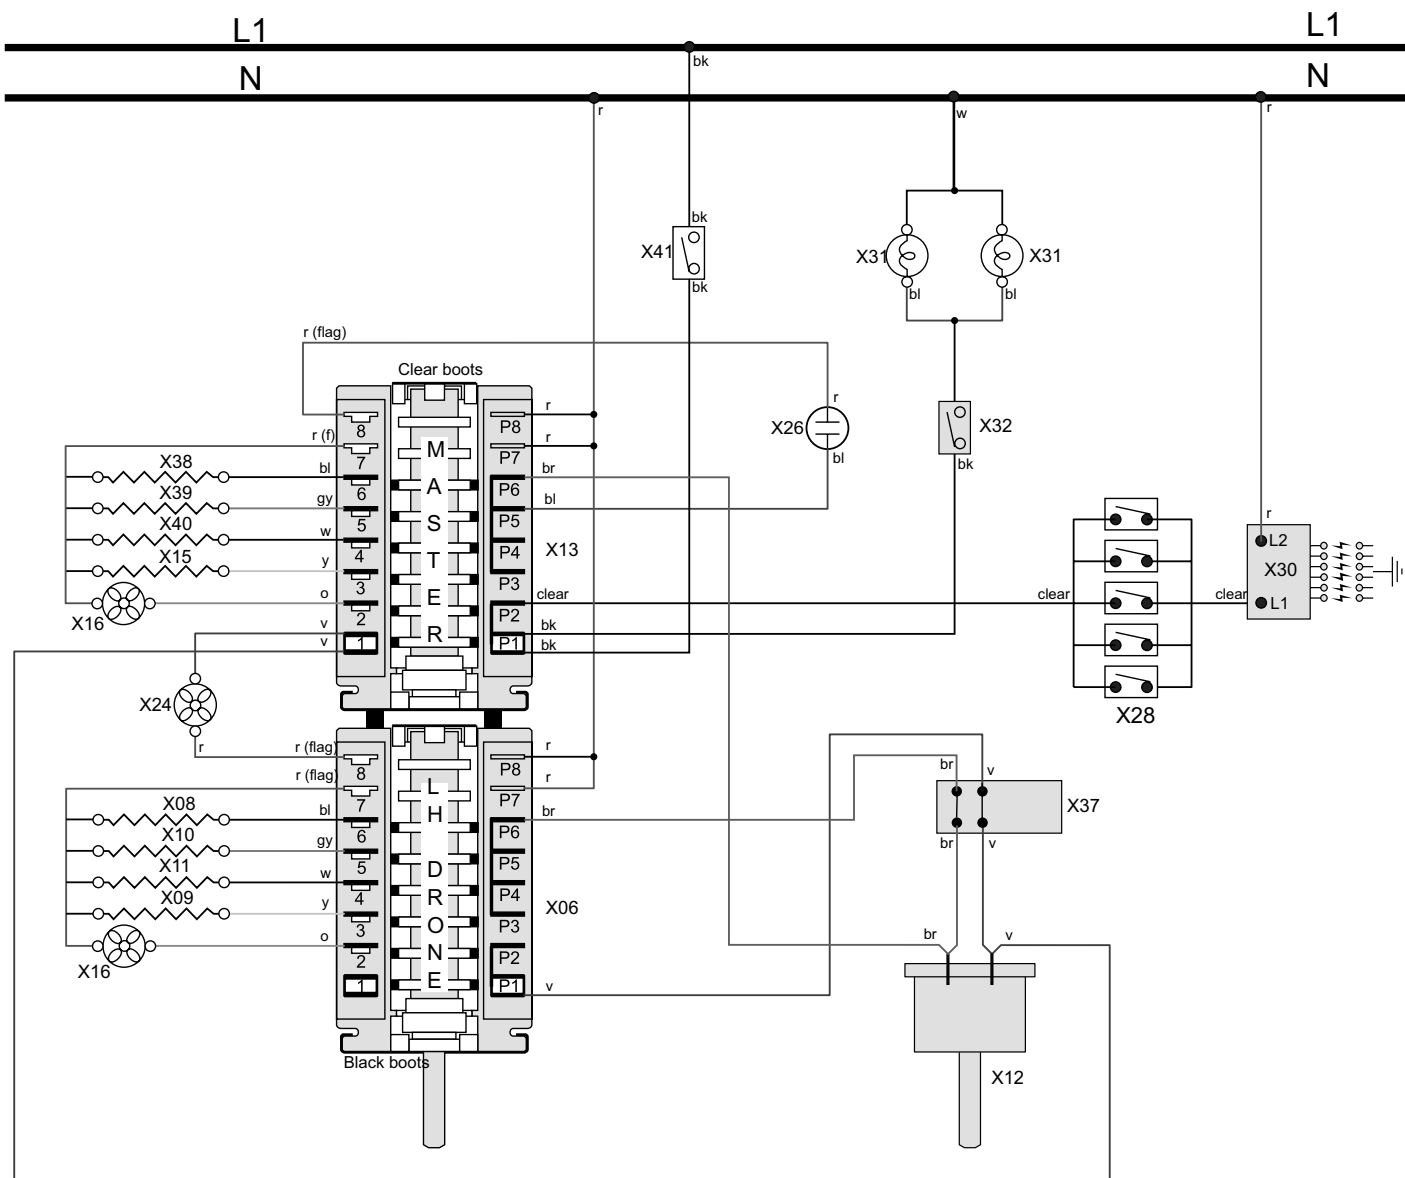 L1 L1
N N
bk
r w r
bk
X41 X31 X31
bk bl bl
r (flag)
Clear boots
r
r 8 P8 X26 X32
r (f) 7 r P7
bl bk
X38 bl 6 br P6
X39 gy 5 bl P5
X40 w 4 P4 X13
X15 y 3 P3
o 2 clear P2 clear clear
X16
v 1 bk P1
v bk
MASTER
r
L2
X30
L1
X28
X24
r r (flag) 8 r P8
r (flag) 7 r P7
X08 bl 6 br P6
X10 gy 5 P5
X11 w 4 P4
X09 y 3 P3 X06
o 2 P2
X16
1 P1 v
LH DRONE
br v
X37
br v
br v
Black boots
X12